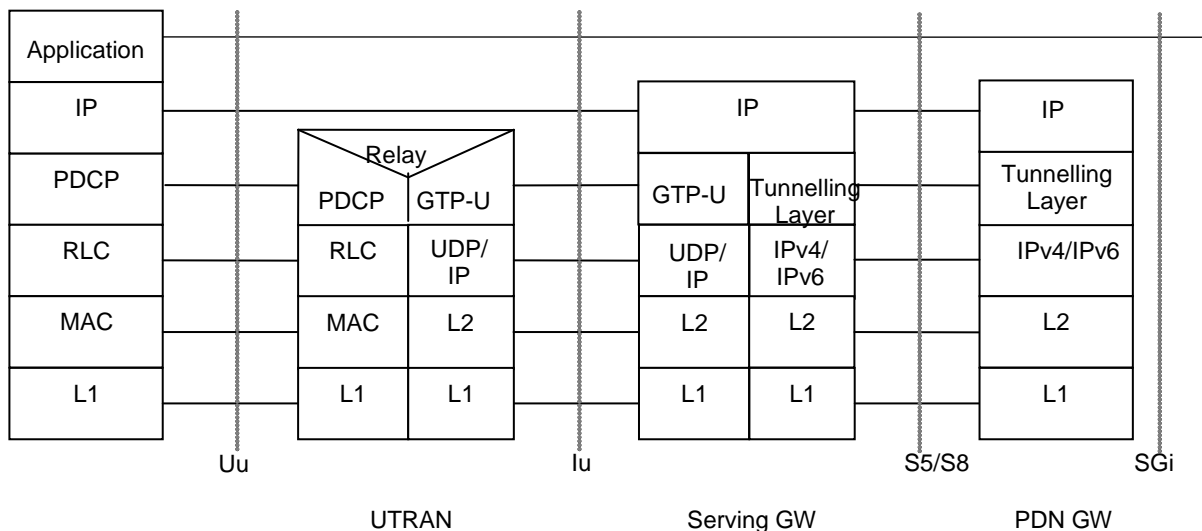 Application
IP
PDCP
RLC
MAC
L1
Relay
PDCP
GTP-U
RLC
UDP/
IP
MAC
L2
L1
L1
IP
GTP-U
Tunnelling
Layer
UDP/
IP
IPv4/
IPv6
L2
L2
L1
L1
IP
Tunnelling
Layer
IPv4/IPv6
L2
L1
Uu
Iu
S5/S8
SGi
UTRAN
Serving GW
PDN GW